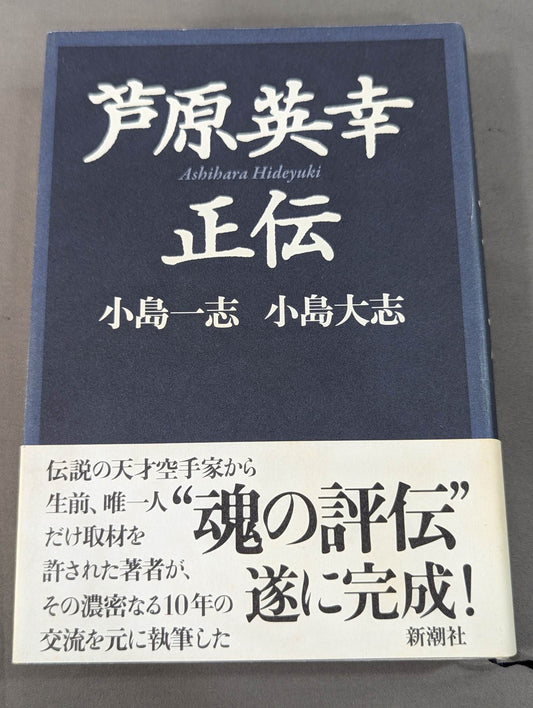 芦原英幸
Ashihara Hideyuki
正伝
小島一志 小島大志
伝説の天才空手家から
生前、唯一人
だけ取材を
許された著者が、
その濃密なる10年の
交流を元に執筆した
“魂の評伝”
遂に完成!
新潮社